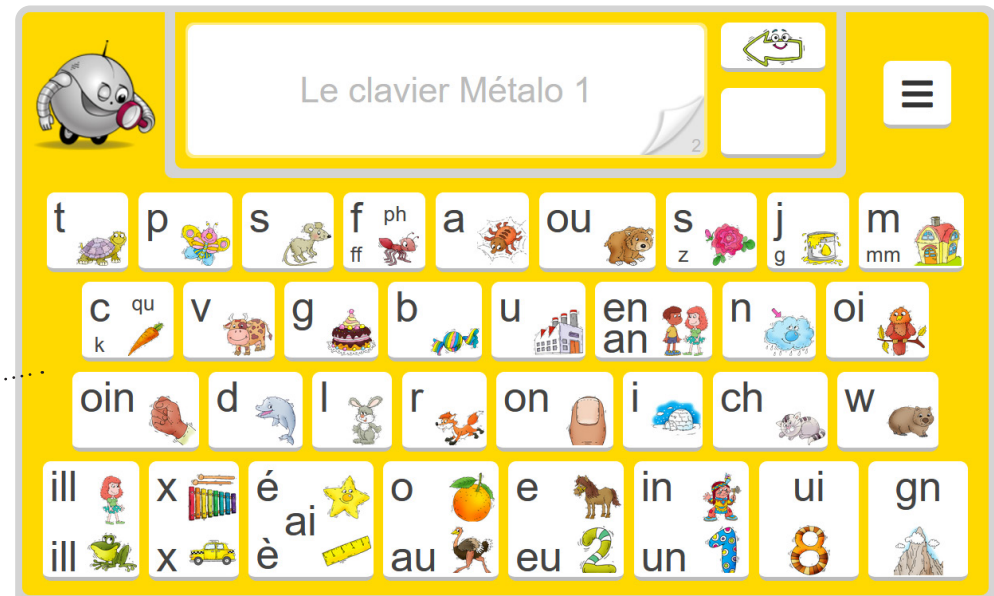 Le clavier Métalo 1
2
t p s f ph ff a ou s z j g m mm
c qu k v g b u en an n oi
oin d l r on i ch w
ill ill x x é ai è o au e eu in un ui gn